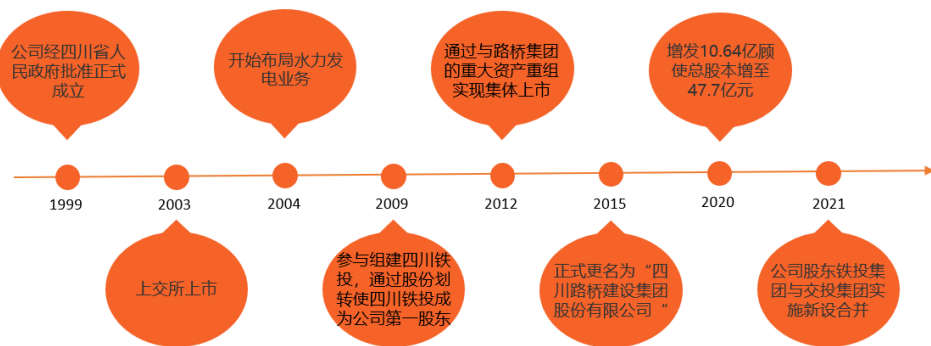 公司经四川省人
民政府批准正式
成立
开始布局水力发
电业务
通过与路桥集团
的重大资产重组
实现集体上市
增发10.64亿顾
使总股本增至
47.7亿元
1999
2003
2004
2009
2012
2015
2020
2021
上交所上市
参与组建四川铁
投，通过股份划
转使四川铁投成
为公司第一股东
正式更名为“四
川路桥建设集团
股份有限公司“
公司股东铁投集
团与交投集团实
施新设合并